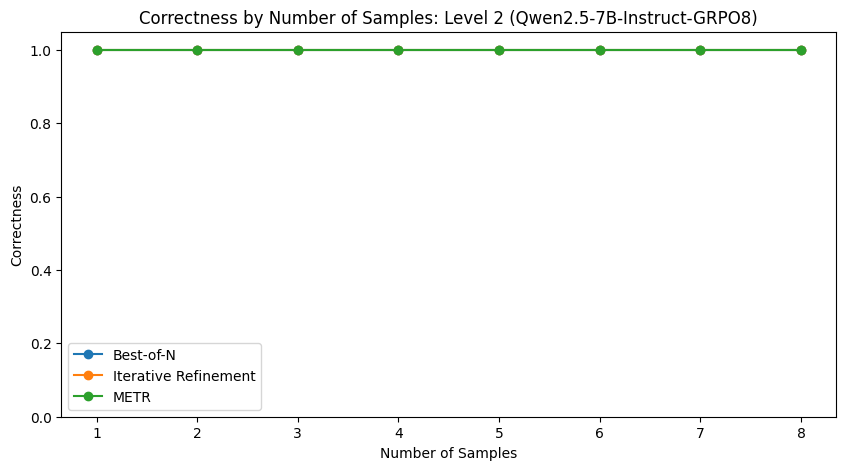 Correctness by Number of Samples: Level 2 (Qwen2.5-7B-Instruct-GRPO8)
Correctness
1.0
0.8
0.6
0.4
0.2
0.0
Best-of-N
Iterative Refinement
METR
1 2 3 4 5 6 7 8
Number of Samples